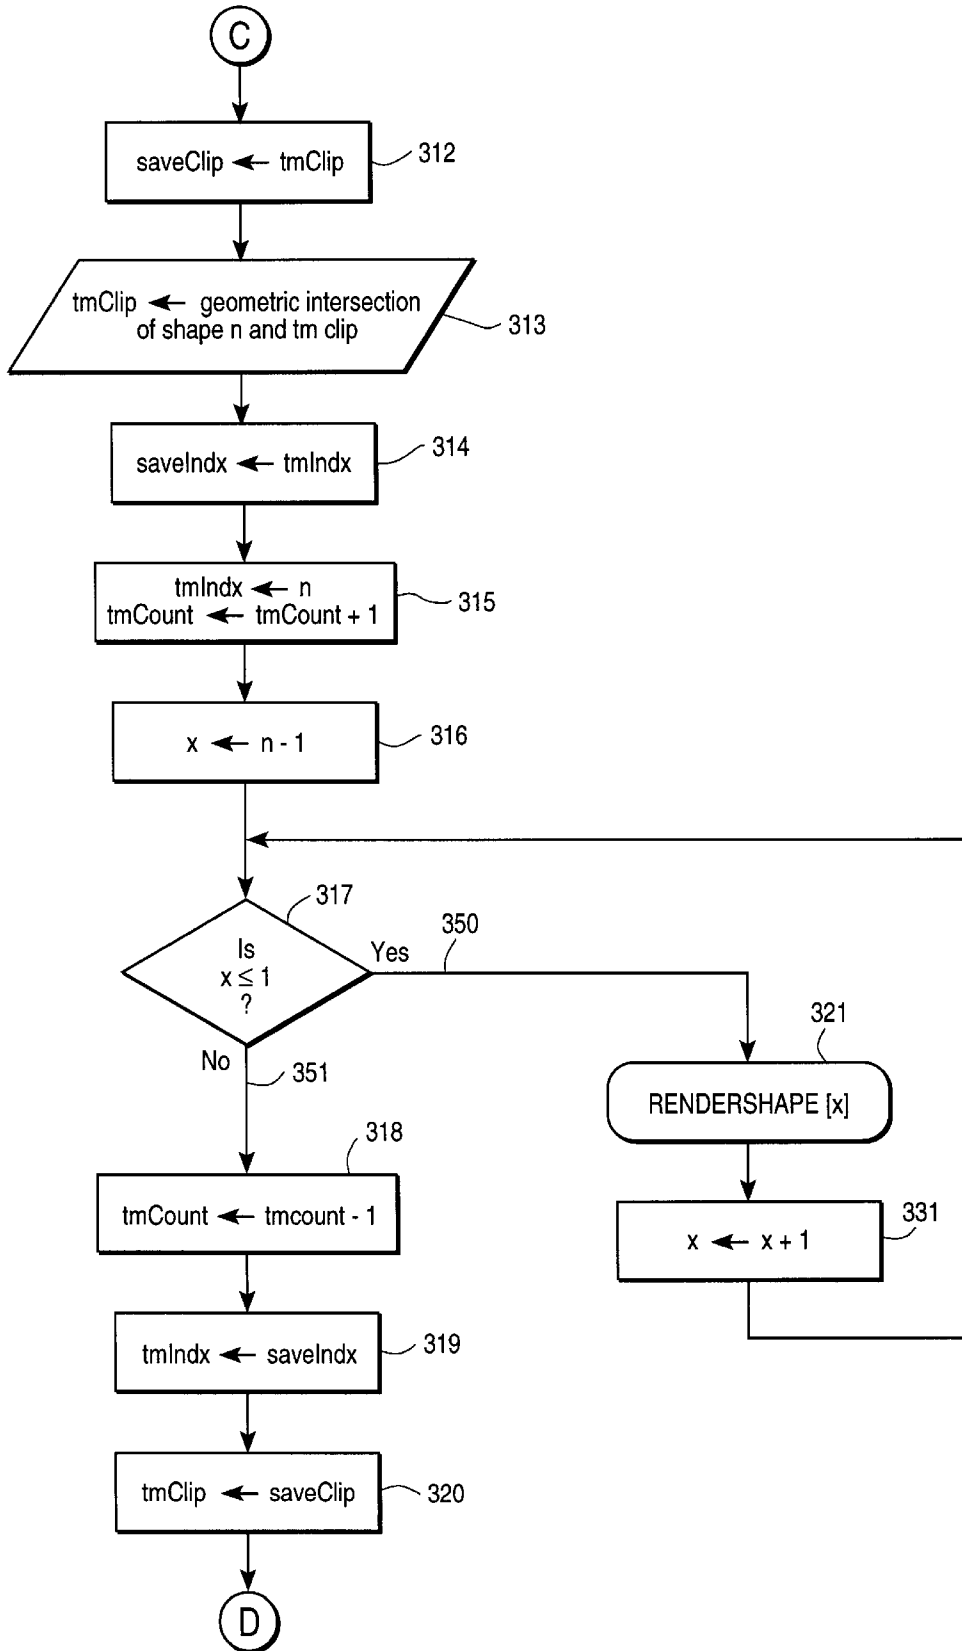 C
saveClip ← tmClip
312
tmClip ← geometric intersection
of shape n and tm clip
313
saveIndx ← tmIndx
314
tmIndx ← n
tmCount ← tmCount + 1
315
x ← n - 1
316
317
Is
x ≤ 1
?
Yes
350
No
351
321
RENDERSHAPE [x]
318
tmCount ← tmcount - 1
331
x ← x + 1
tmIndx ← saveIndx
319
tmClip ← saveClip
320
D